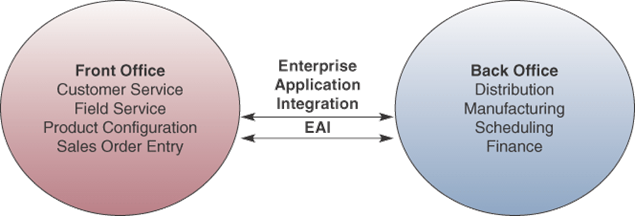 Front Office
Customer Service
Field Service
Product Configuration
Sales Order Entry
Enterprise
Application
Integration
EAI
Back Office
Distribution
Manufacturing
Scheduling
Finance